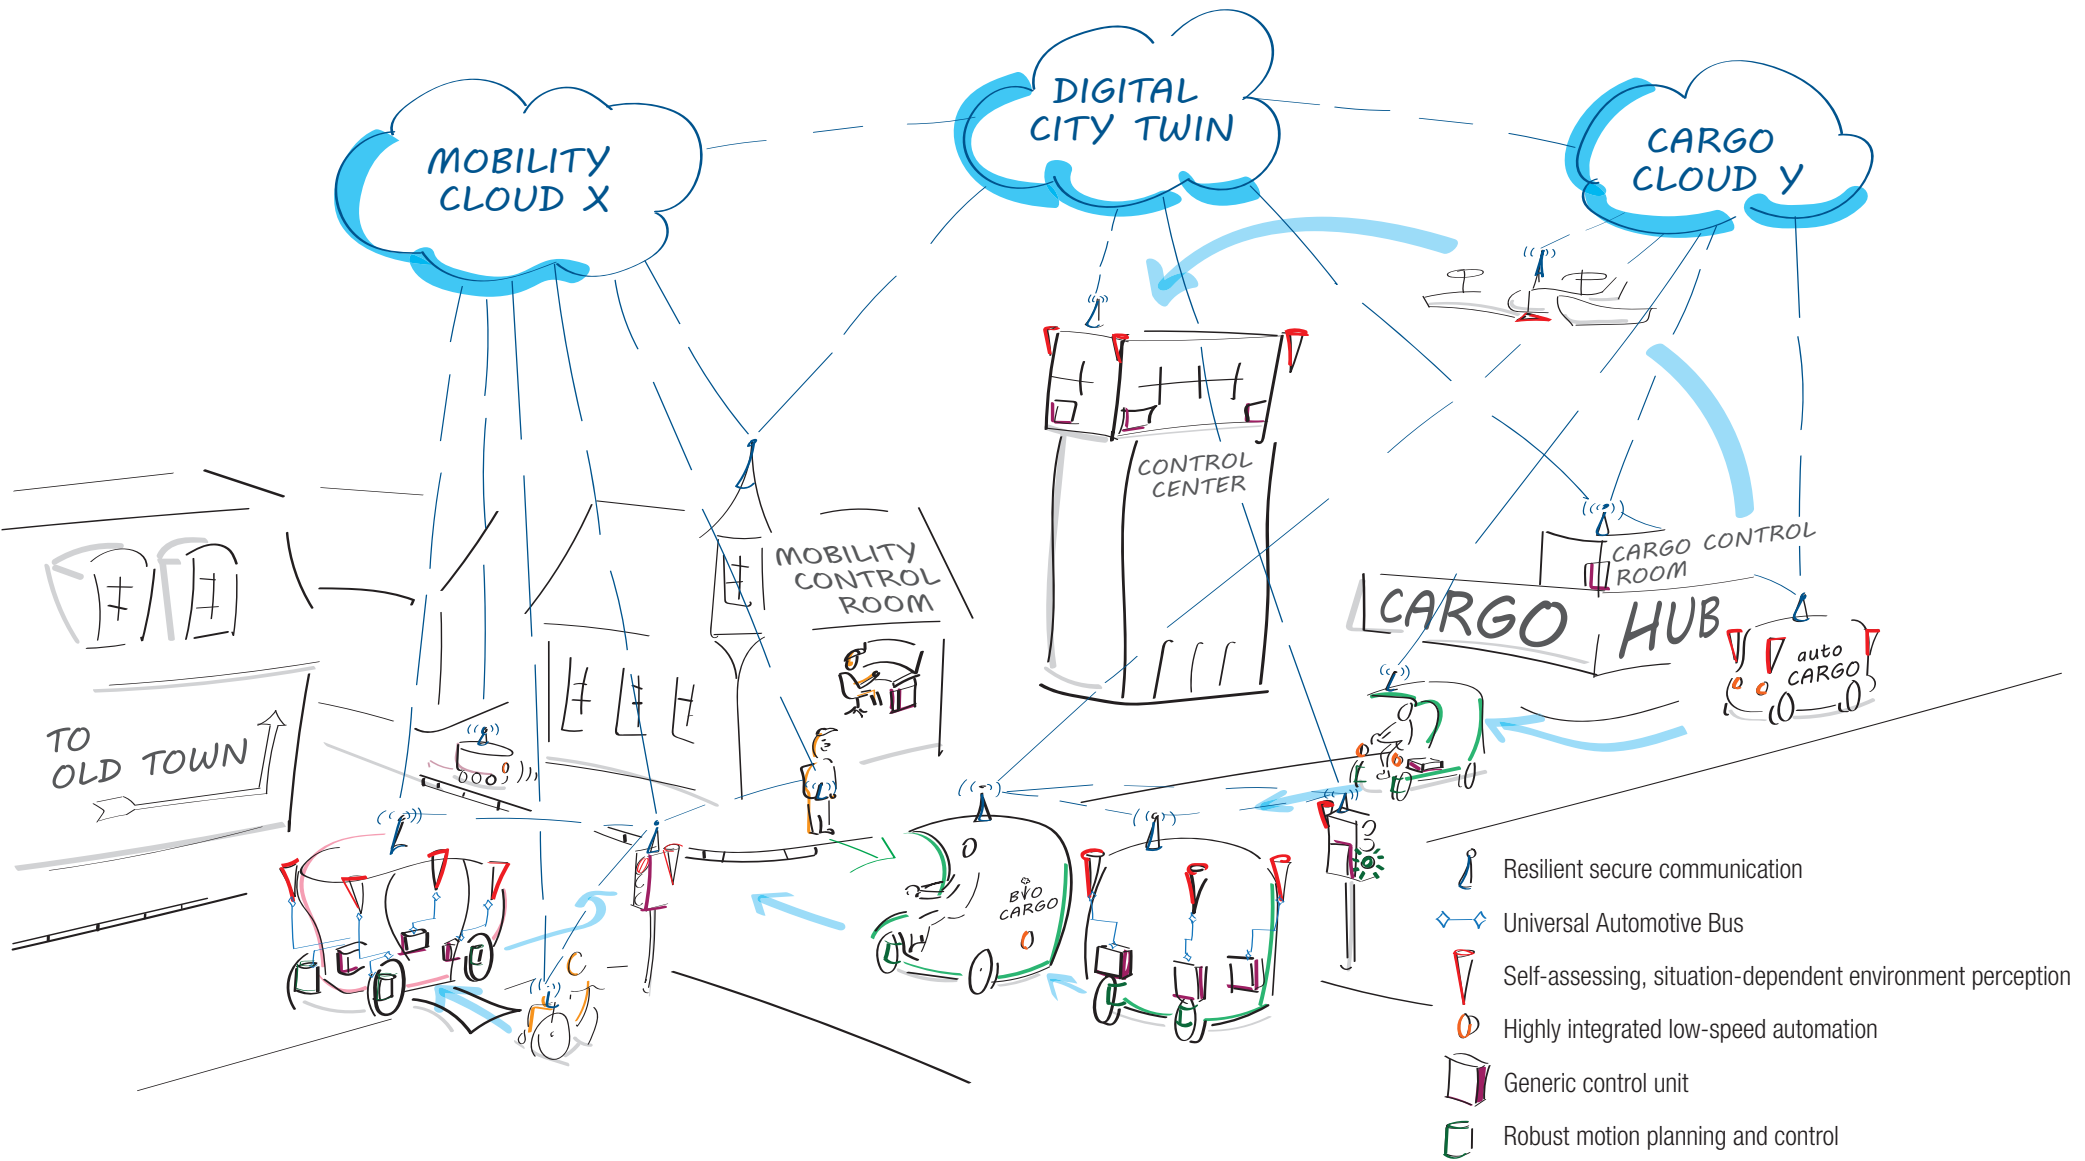 MOBILITY
CLOUD X
DIGITAL
CITY TWIN
CARGO
CLOUD Y
CONTROL
CENTER
MOBILITY
CONTROL
ROOM
CARGO CONTROL
ROOM
CARGO HUB
auto
CARGO
TO
OLD TOWN
BIO
CARGO
Resilient secure communication
Universal Automotive Bus
Self-assessing, situation-dependent environment perception
Highly integrated low-speed automation
Generic control unit
Robust motion planning and control